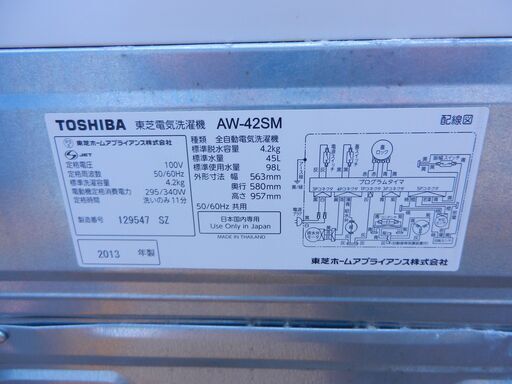 TOSHIBA 東芝電気洗濯機 AW-42SM
配線図
東芝ホームアプライアンス株式会社
JET
定格電圧 100V
定格周波数 50/60Hz
標準洗濯容量 4.2kg
電動機定格消費電力 295/340W
定格時間 洗いのみ 11分
製造番号 129547 SZ
2013 年製
種類 全自動電気洗濯機
標準脱水容量 4.2kg
標準水量 45L
標準使用水量 98L
外形寸法 幅 563mm
奥行 580mm
高さ 957mm
50/60Hz 共用
日本国内専用
Use Only in Japan
MADE IN THAILAND
蓋ロック
プログラムタイマ
東芝ホームアプライアンス株式会社